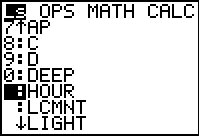 OPS MATH CALC
7↑AP
8:C
9:D
0:DEEP
:HOUR
:LCMNT
↓LIGHT